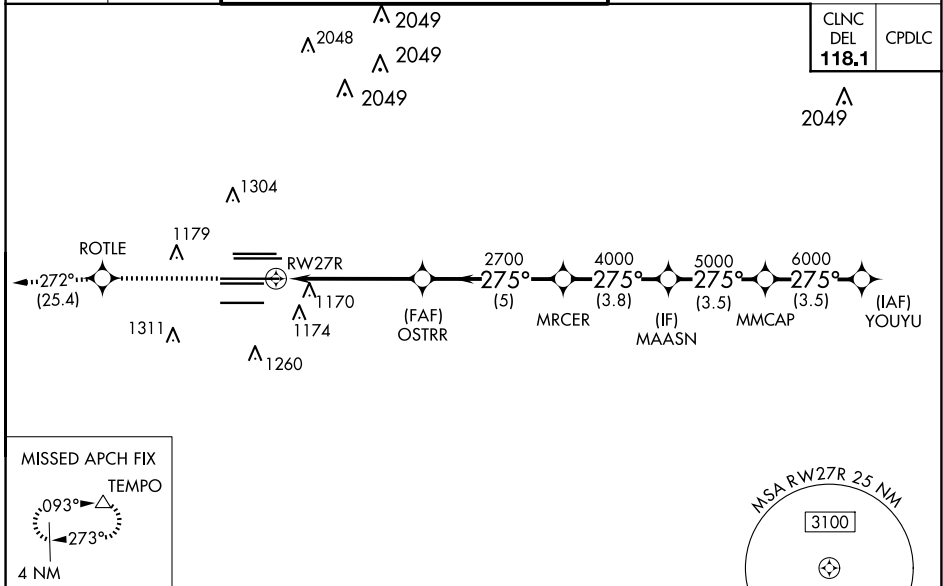 2049
2048
2049
2049
CLNC
DEL
118.1
CPDLC
2049
1304
1179
ROTLE
RW27R
272°
(25.4)
1170
1174
1311
1260
(FAF)
OSTRR
2700
275°
(5)
MRCER
4000
275°
(3.8)
(IF)
MAASN
5000
275°
(3.5)
MMCAP
6000
275°
(3.5)
(IAF)
YOUYU
MISSED APCH FIX
TEMPO
093°
273°
4 NM
MSA RW27R 25 NM
3100